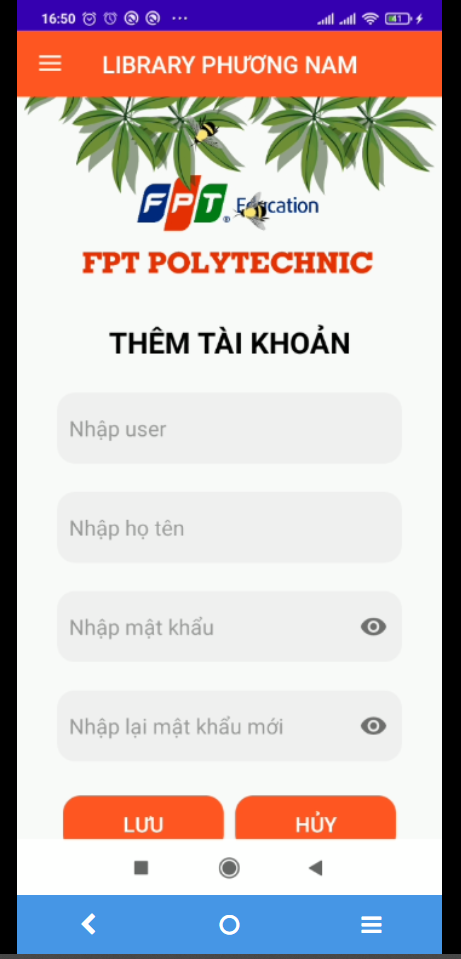 16:50
41
LIBRARY PHƯƠNG NAM
FPT Education
FPT POLYTECHNIC
THÊM TÀI KHOẢN
Nhập user
Nhập họ tên
Nhập mật khẩu
Nhập lại mật khẩu mới
LƯU HỦY